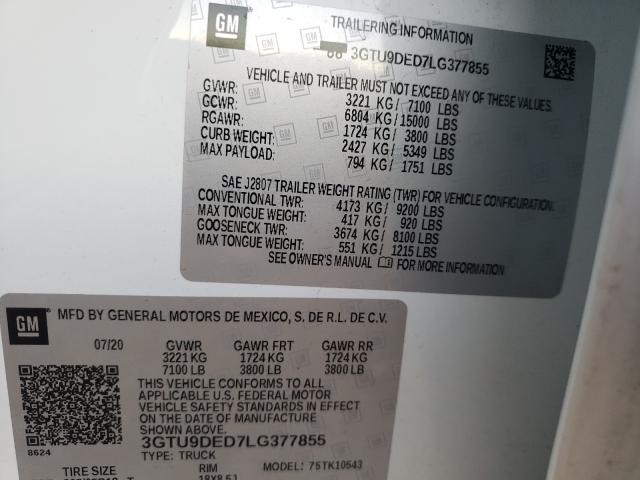 GM
TRAILERING INFORMATION
88 3GTU9DED7LG377855
VEHICLE AND TRAILER MUST NOT EXCEED ANY OF THESE VALUES.
GVWR: 3221 KG/ 7100 LBS
GCWR: 6804 KG/15000 LBS
RGAWR: 1724 KG/ 3800 LBS
CURB WEIGHT: 2427 KG/ 5349 LBS
MAX PAYLOAD: 794 KG/ 1751 LBS
SAE J2807 TRAILER WEIGHT RATING (TWR) FOR VEHICLE CONFIGURATION.
CONVENTIONAL TWR: 4173 KG/ 9200 LBS
MAX TONGUE WEIGHT: 417 KG/ 920 LBS
GOOSENECK TWR: 3674 KG/ 8100 LBS
MAX TONGUE WEIGHT: 551 KG/ 1215 LBS
SEE OWNER'S MANUAL FOR MORE INFORMATION
GM
MFD BY GENERAL MOTORS DE MEXICO, S. DE R.L. DE C.V.
07/20 GVWR GAWR FRT GAWR RR
3221 KG 1724 KG 1724 KG
7100 LB 3800 LB 3800 LB
THIS VEHICLE CONFORMS TO ALL
APPLICABLE U.S. FEDERAL MOTOR
VEHICLE SAFETY STANDARDS IN EFFECT
ON THE DATE OF MANUFACTURE
SHOWN ABOVE.
8624
3GTU9DED7LG377855
TYPE: TRUCK MODEL: 75TK10543
TIRE SIZE RIM
18X8.5J